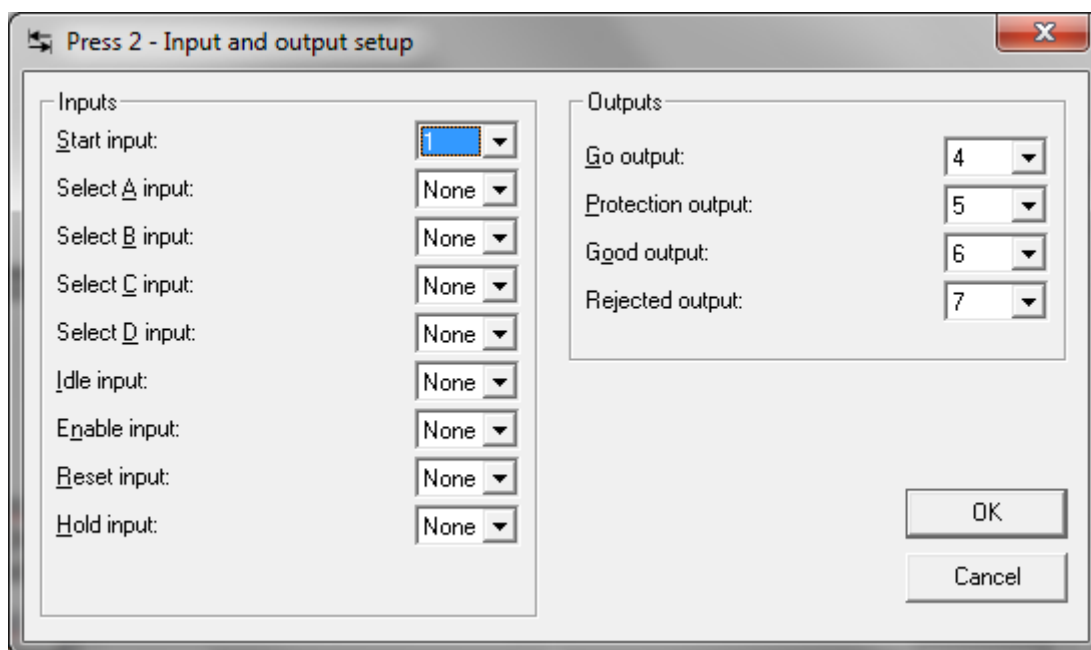 Press 2 - Input and output setup
Inputs
Start input: 1
Select A input: None
Select B input: None
Select C input: None
Select D input: None
Idle input: None
Enable input: None
Reset input: None
Hold input: None
Outputs
Go output: 4
Protection output: 5
Good output: 6
Rejected output: 7
OK
Cancel